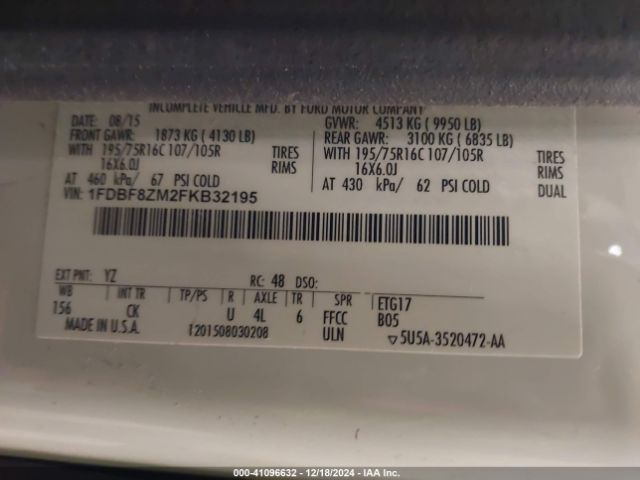 INCOMPLETE VEHICLE MFD. BY FORD MOTOR COMPANY
DATE: 08/15 GVWR: 4513 KG ( 9950 LB)
FRONT GAWR: 1873 KG ( 4130 LB) REAR GAWR: 3100 KG ( 6835 LB)
WITH 195/75R16C 107/105R TIRES WITH 195/75R16C 107/105R TIRES
16X6.0J RIMS 16X6.0J RIMS
AT 460 kPa/ 67 PSI COLD AT 430 kPa/ 62 PSI COLD DUAL
VIN: 1FDBF8ZM2FKB32195
EXT PNT: YZ RC: 48 DSO:
WB INT TR TP/PS R AXLE TR SPR ETG17
156 CK U 4L 6 FFCC B05
MADE IN U.S.A. T201508030208 ULN ▽5U5A-3520472-AA
000-41096632 - 12/18/2024 - IAA Inc.